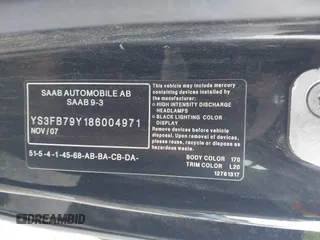 SAAB AUTOMOBILE AB
SAAB 9-3
YS3FB79Y186004971
NOV / 07
51-5-4-1-45-68-AB-BA-CB-DA-
This vehicle may contain
mercury-added devices
installed by the manufacturer:
• HIGH INTENSITY DISCHARGE
HEADLAMPS
• BLACK LIGHTING COLOR
DISPLAY
Remove devices before
vehicle disposal. Upon removal
of devices please reuse,
recycle or dispose as
hazardous waste.
BODY COLOR 170
TRIM COLOR L20
12781317
© DREAMBID